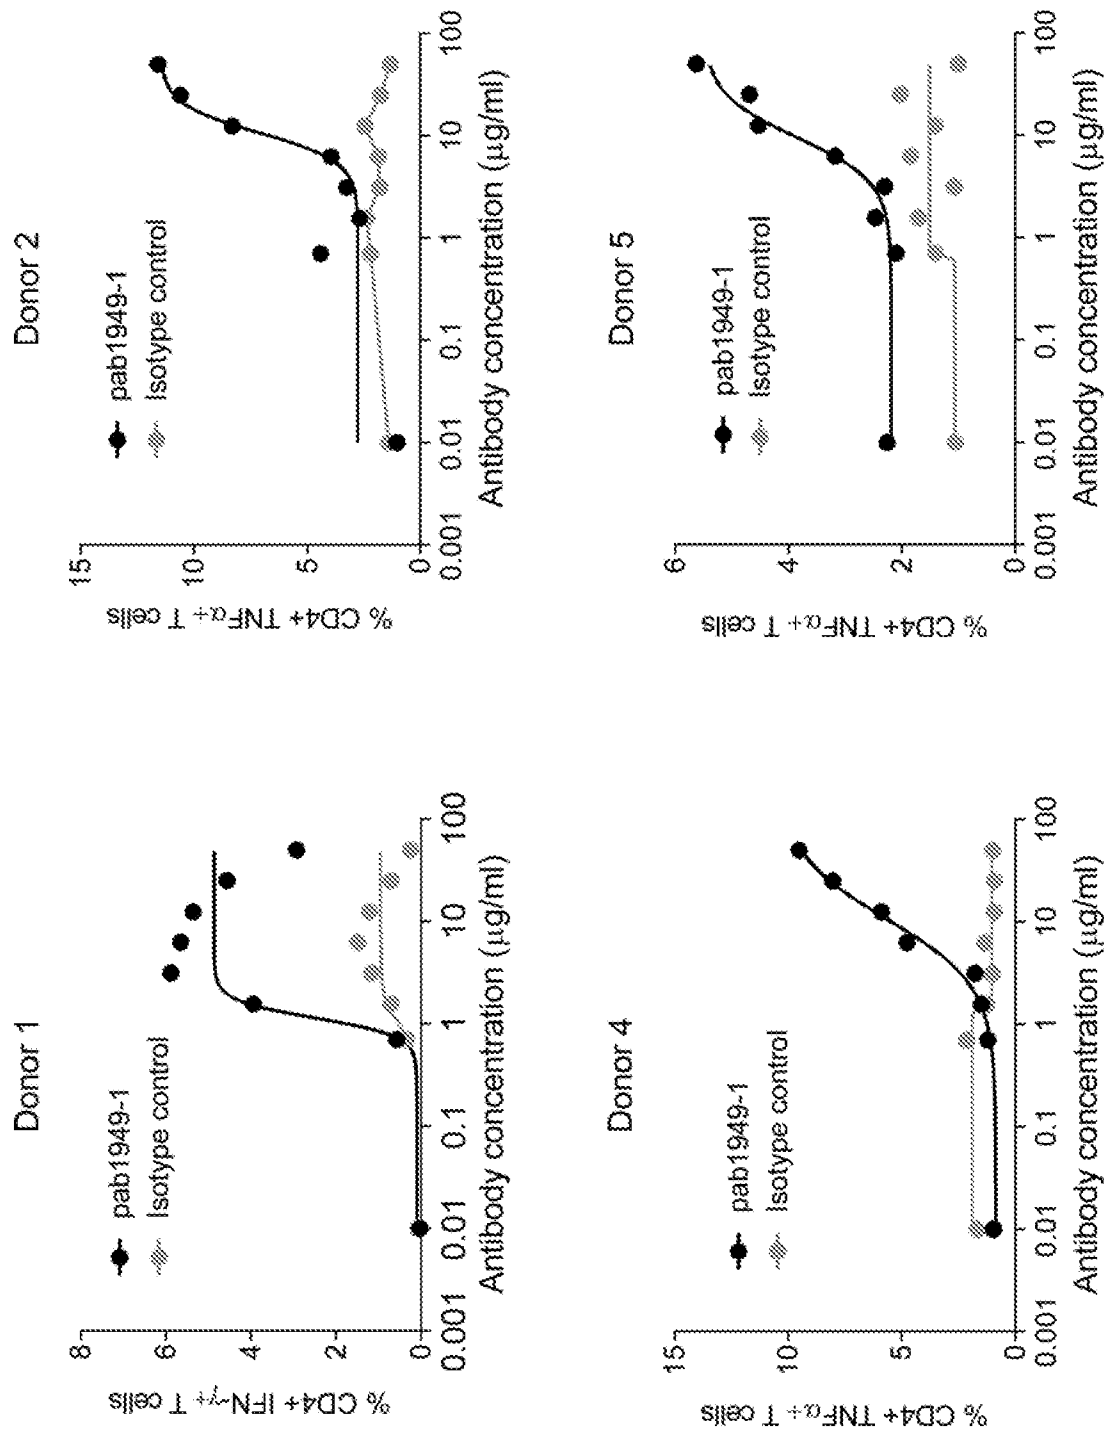 Donor 1
% CD4+ IFN-γ+ T cells
8
6
4
2
0
pab1949-1
Isotype control
0.001 0.01 0.1 1 10 100
Antibody concentration (µg/ml)
Donor 2
% CD4+ TNFα+ T cells
15
10
5
0
pab1949-1
Isotype control
0.001 0.01 0.1 1 10 100
Antibody concentration (µg/ml)
Donor 4
% CD4+ TNFα+ T cells
15
10
5
0
pab1949-1
Isotype control
0.001 0.01 0.1 1 10 100
Antibody concentration (µg/ml)
Donor 5
% CD4+ TNFα+ T cells
6
4
2
0
pab1949-1
Isotype control
0.001 0.01 0.1 1 10 100
Antibody concentration (µg/ml)